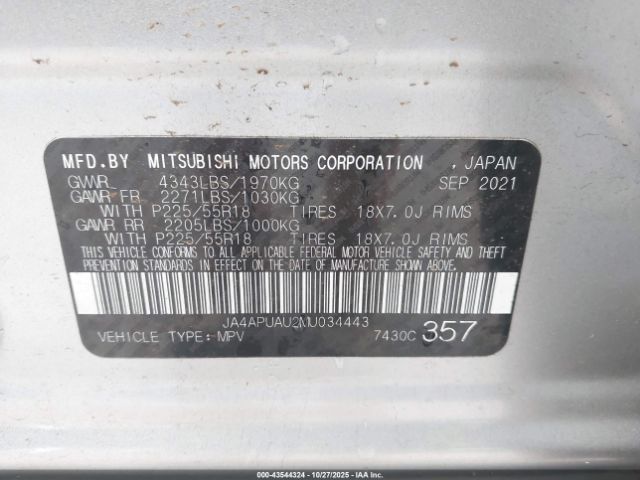 MFD.BY MITSUBISHI MOTORS CORPORATION , JAPAN
GVWR 4343LBS/1970KG SEP 2021
GAWR FR 2271LBS/1030KG
WITH P225/55R18 TIRES 18X7.0J RIMS
GAWR RR 2205LBS/1000KG
WITH P225/55R18 TIRES 18X7.0J RIMS
THIS VEHICLE CONFORMS TO ALL APPLICABLE FEDERAL MOTOR VEHICLE SAFETY AND THEFT
PREVENTION STANDARDS IN EFFECT ON THE DATE OF MANUFACTURE SHOWN ABOVE.
JA4APUAU2MU034443
VEHICLE TYPE: MPV 7430C 357
000-43544324 | 10/27/2025 | IAAI.CA